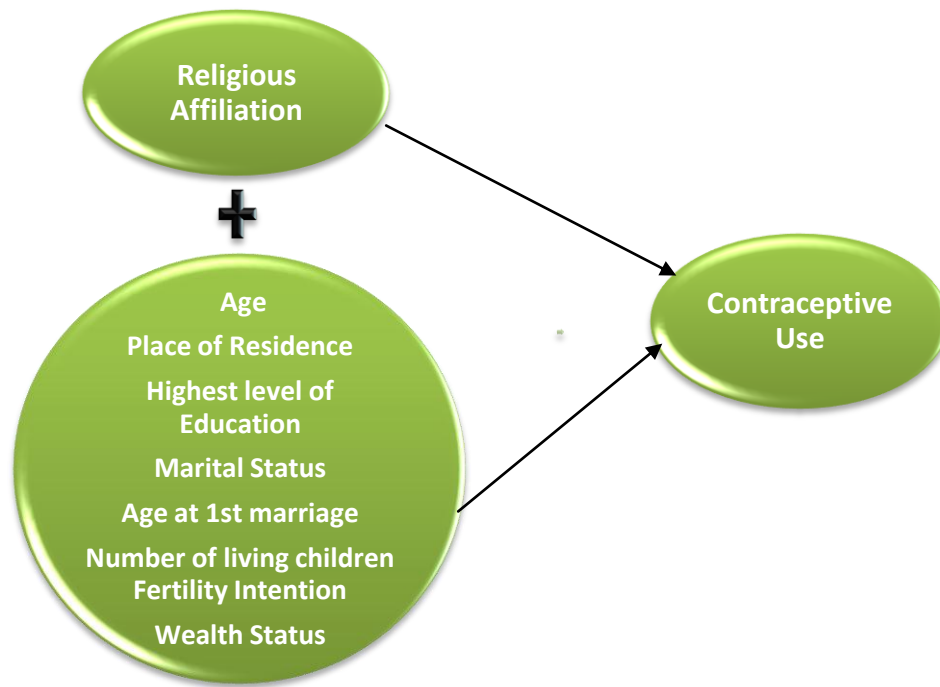 Religious
Affiliation
Age
Place of Residence
Highest level of
Education
Marital Status
Age at 1st marriage
Number of living children
Fertility Intention
Wealth Status
Contraceptive
Use